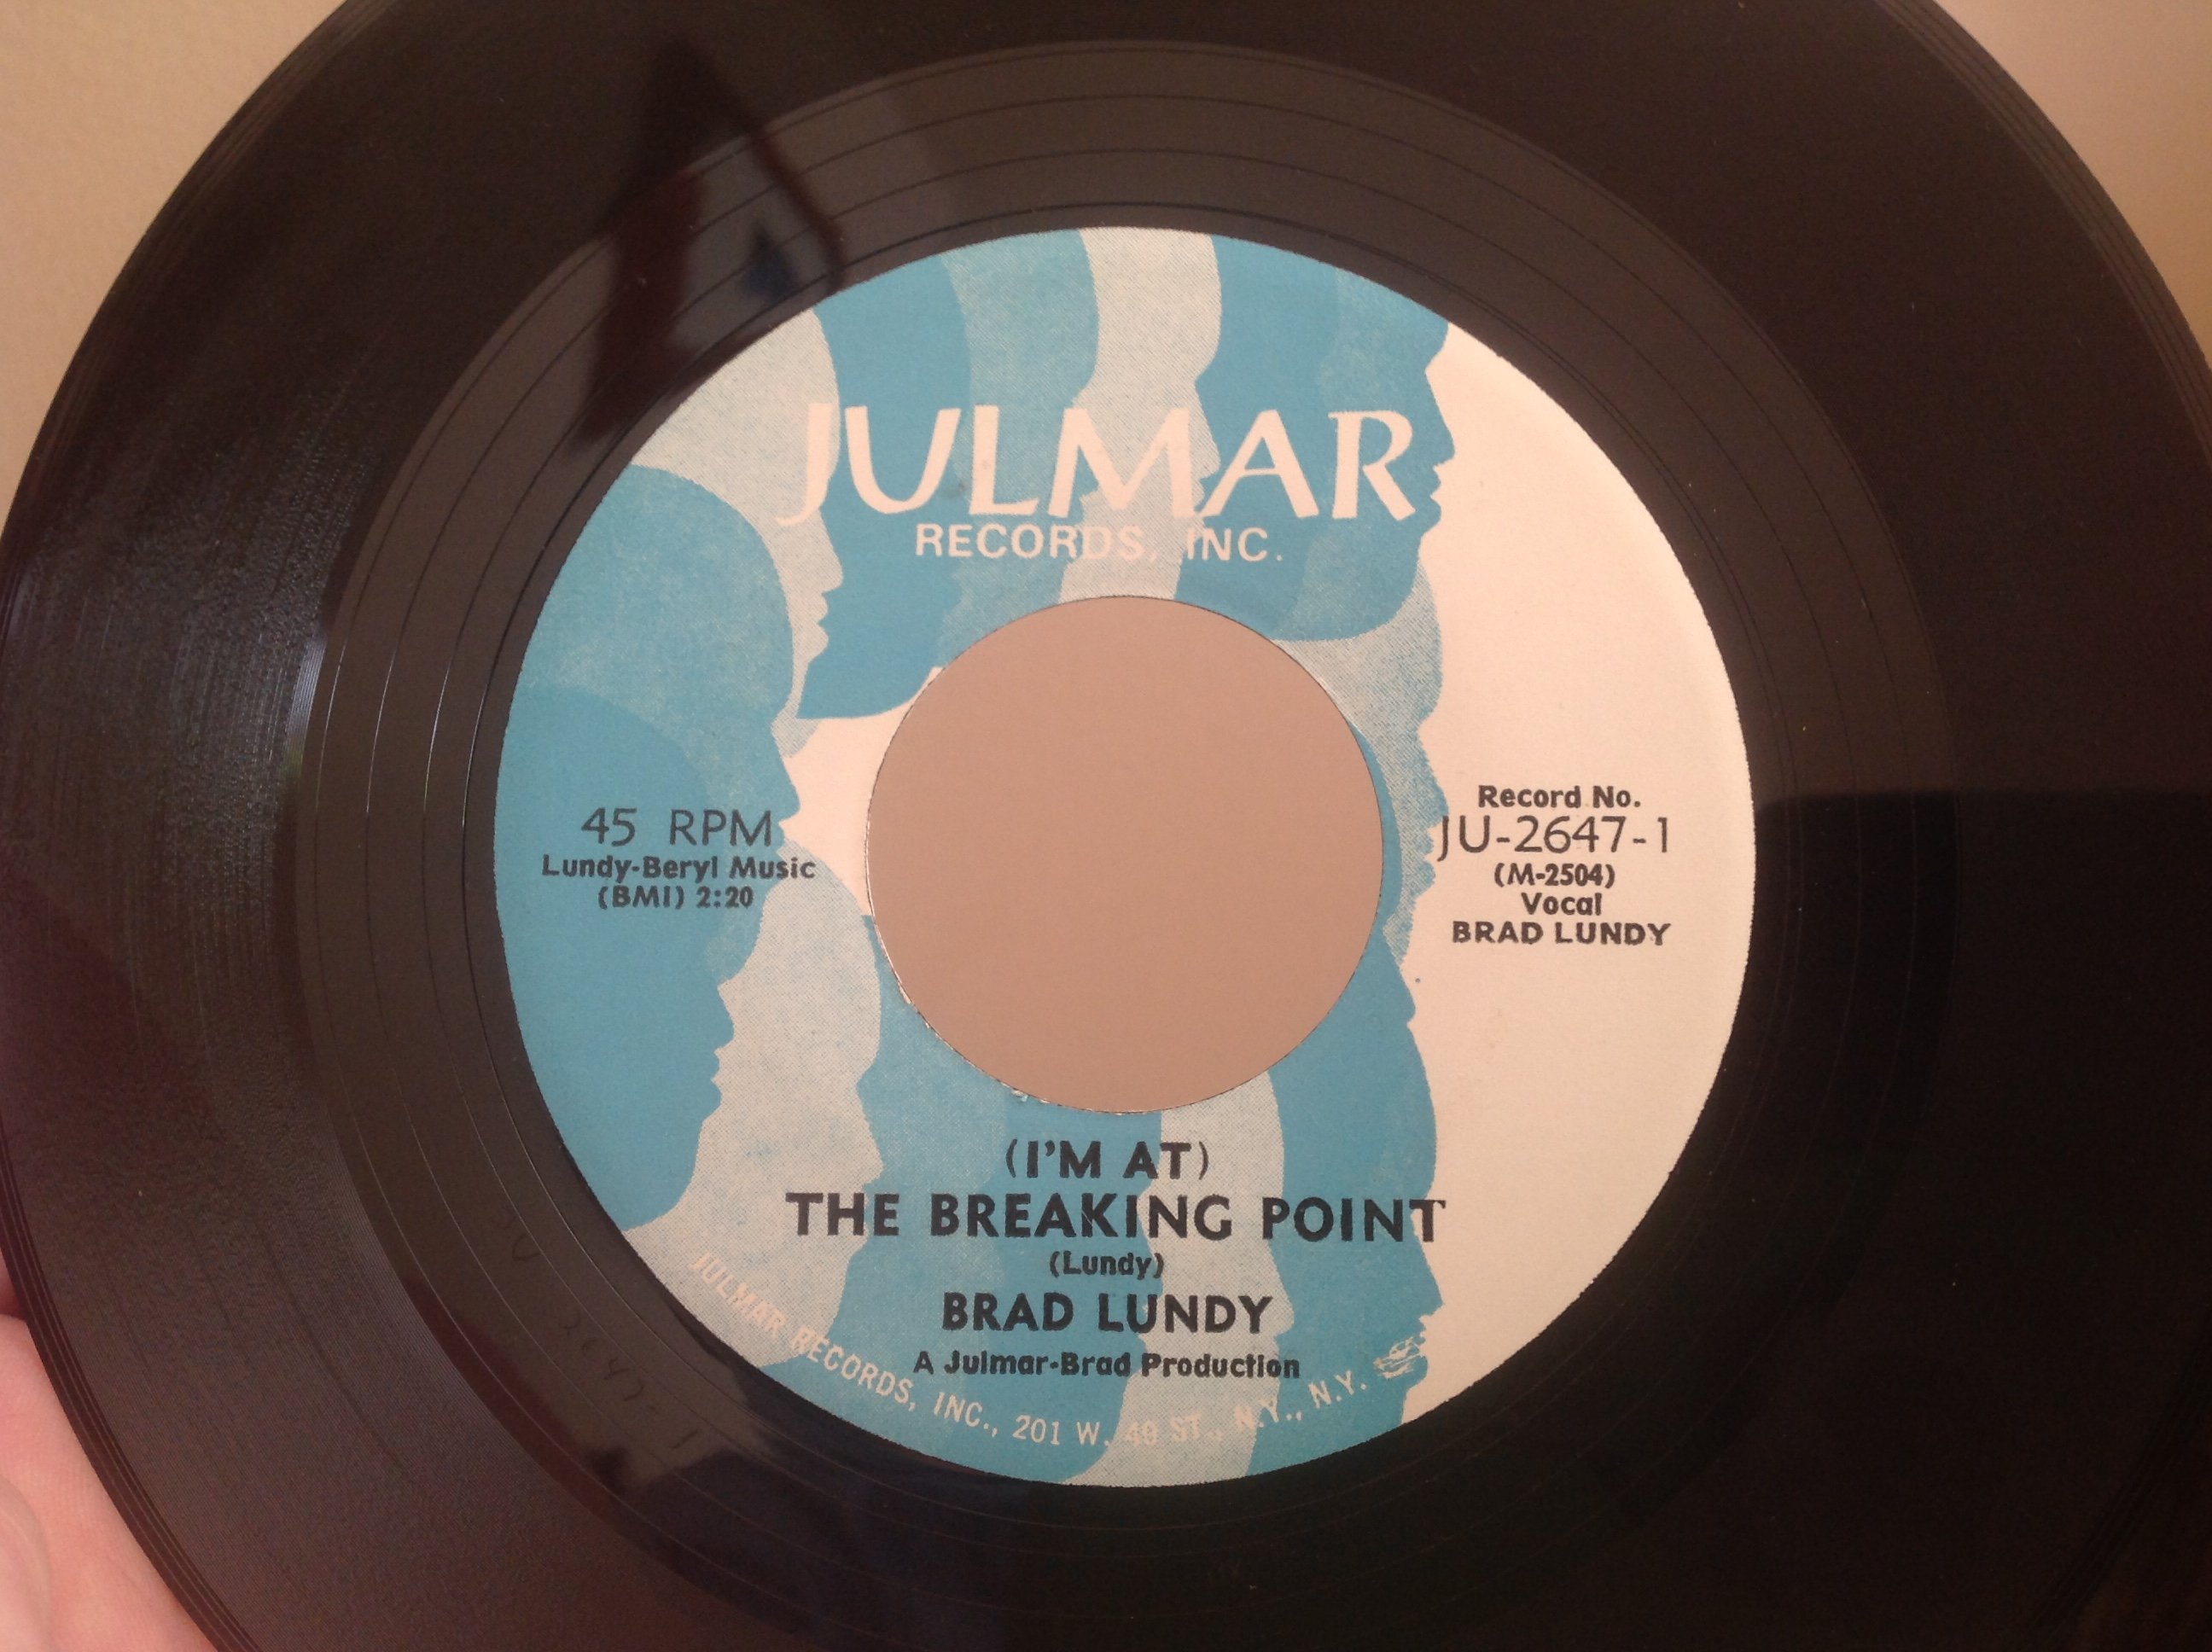 JULMAR
RECORDS, INC.
45 RPM
Lundy-Beryl Music
(BMI) 2:20
Record No.
JU-2647-1
(M-2504)
Vocal
BRAD LUNDY
(I'M AT)
THE BREAKING POINT
(Lundy)
BRAD LUNDY
A Julmar-Brad Production
JULMAR RECORDS, INC., 201 W. 49 ST., N.Y., N.Y.